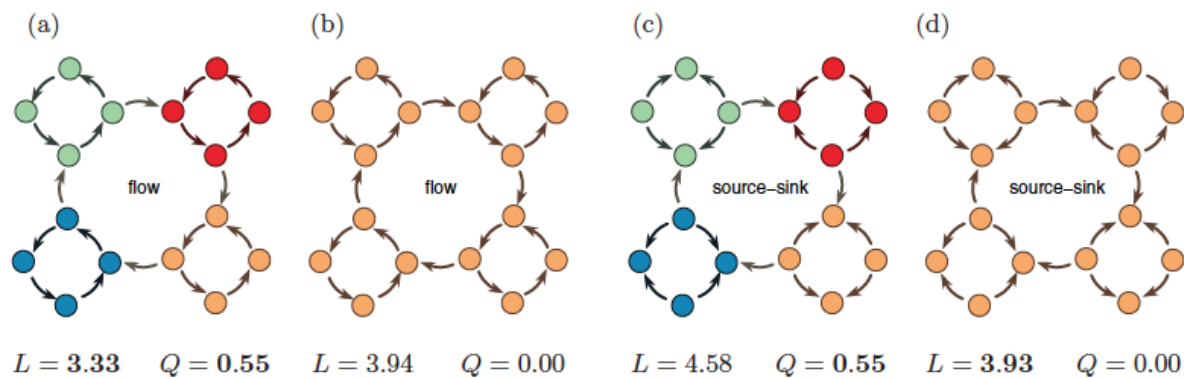 (a) (b) (c) (d)
flow flow source–sink source–sink
L = 3.33 Q = 0.55 L = 3.94 Q = 0.00 L = 4.58 Q = 0.55 L = 3.93 Q = 0.00